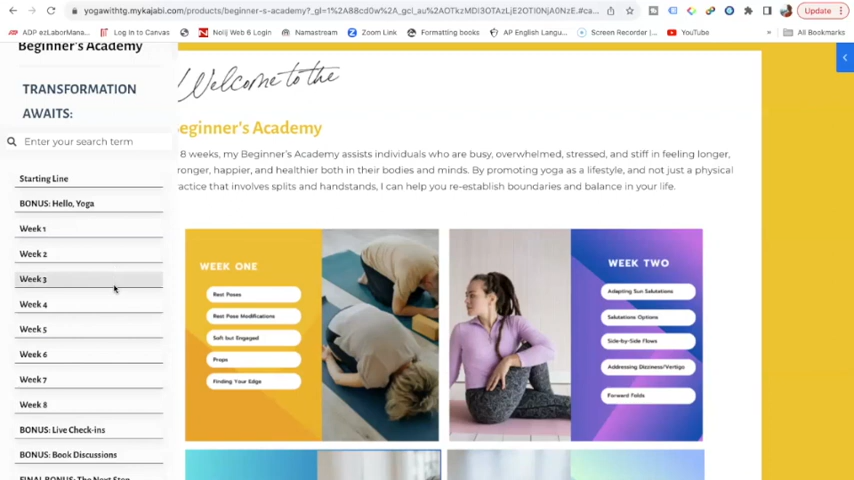 yogawithtg.mykajabi.com/products/beginner-s-academy?_gl=1%2A88cd0w%2A_gcl_au%2AOTkzMDI3OTAzLjE2OTI0NjA0NzE.#ca...
Update
ADP ezLaborMana...
Log In to Canvas
Nolij Web 6 Login
Namastream
Zoom Link
Formatting books
AP English Langu...
Screen Recorder |...
YouTube
»
All Bookmarks
Beginner's Academy
TRANSFORMATION
AWAITS:
Enter your search term
Starting Line
BONUS: Hello, Yoga
Week 1
Week 2
Week 3
Week 4
Week 5
Week 6
Week 7
Week 8
BONUS: Live Check-ins
BONUS: Book Discussions
FINAL BONUS: The Next Step
Welcome to the
eginner's Academy
8 weeks, my Beginner's Academy assists individuals who are busy, overwhelmed, stressed, and stiff in feeling longer,
ronger, happier, and healthier both in their bodies and minds. By promoting yoga as a lifestyle, and not just a physical
actice that involves splits and handstands, I can help you re-establish boundaries and balance in your life.
WEEK ONE
Rest Poses
Rest Pose Modifications
Soft but Engaged
Props
Finding Your Edge
WEEK TWO
Adapting Sun Salutations
Salutations Options
Side-by-Side Flows
Addressing Dizziness/Vertigo
Forward Folds